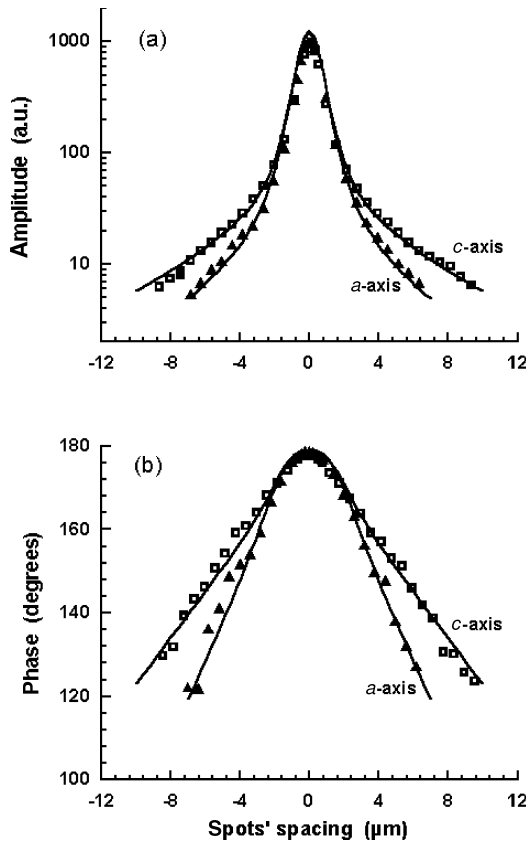 (a)
1000
100
10
Amplitude (a.u.)
c-axis
a-axis
-12 -8 -4 0 4 8 12
(b)
180
160
140
120
100
Phase (degrees)
c-axis
a-axis
-12 -8 -4 0 4 8 12
Spots' spacing (µm)